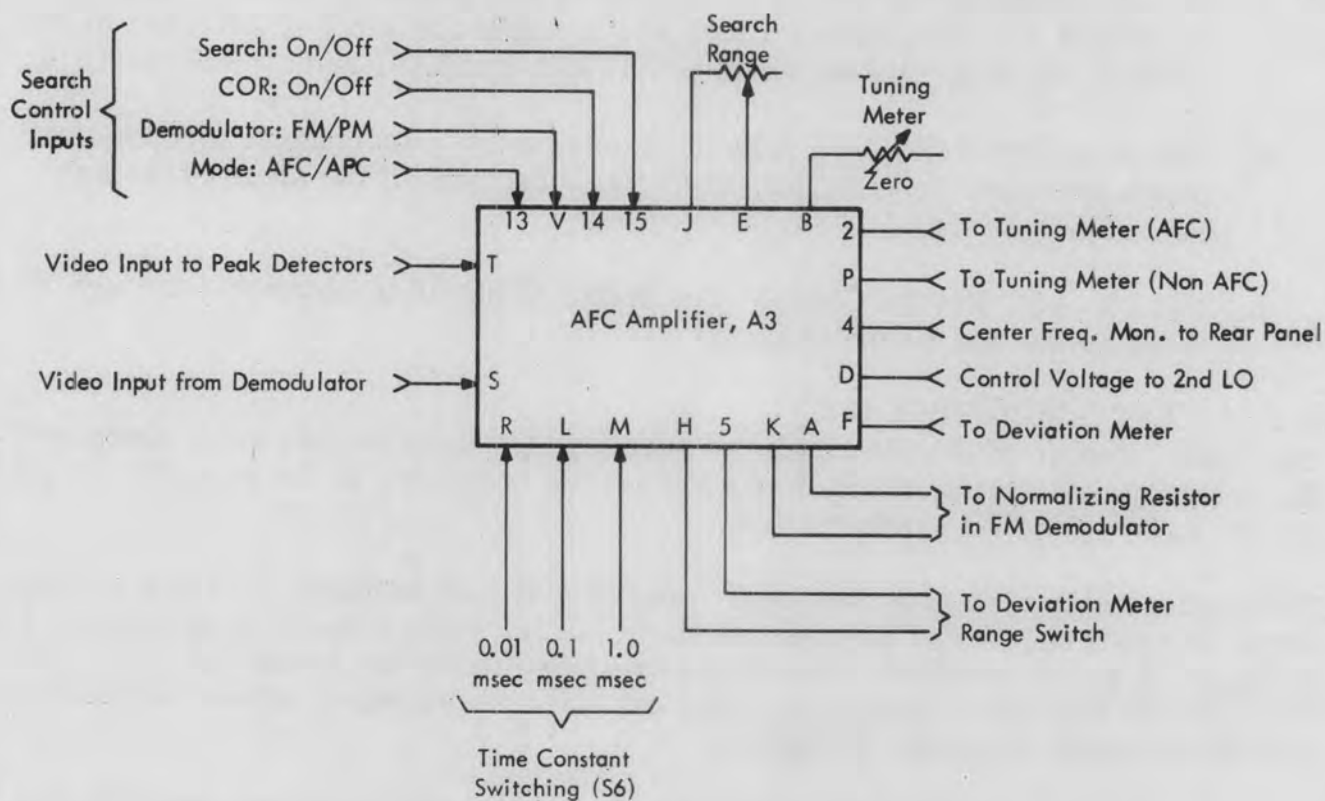 Search
Range
Search: On/Off
COR: On/Off
Demodulator: FM/PM
Mode: AFC/APC
Search
Control
Inputs
Tuning
Meter
Zero
13 V 14 15 J E B
2 To Tuning Meter (AFC)
P To Tuning Meter (Non AFC)
4 Center Freq. Mon. to Rear Panel
D Control Voltage to 2nd LO
F To Deviation Meter
Video Input to Peak Detectors T
AFC Amplifier, A3
Video Input from Demodulator S
R L M H 5 K A
To Normalizing Resistor
in FM Demodulator
To Deviation Meter
Range Switch
0.01 0.1 1.0
msec msec msec
Time Constant
Switching (S6)